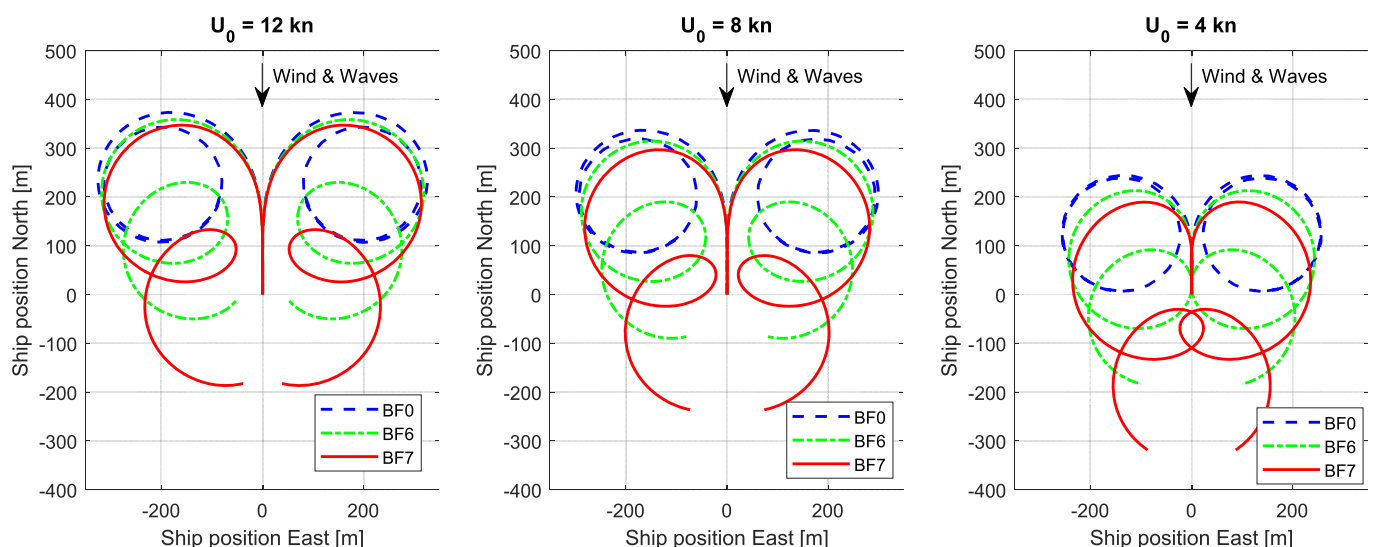 U0 = 12 kn
500
400
300
200
100
0
-100
-200
-300
-400
-200
0
200
Ship position North [m]
Ship position East [m]
Wind & Waves
BF0
BF6
BF7
U0 = 8 kn
500
400
300
200
100
0
-100
-200
-300
-400
-200
0
200
Ship position North [m]
Ship position East [m]
Wind & Waves
BF0
BF6
BF7
U0 = 4 kn
500
400
300
200
100
0
-100
-200
-300
-400
-200
0
200
Ship position North [m]
Ship position East [m]
Wind & Waves
BF0
BF6
BF7